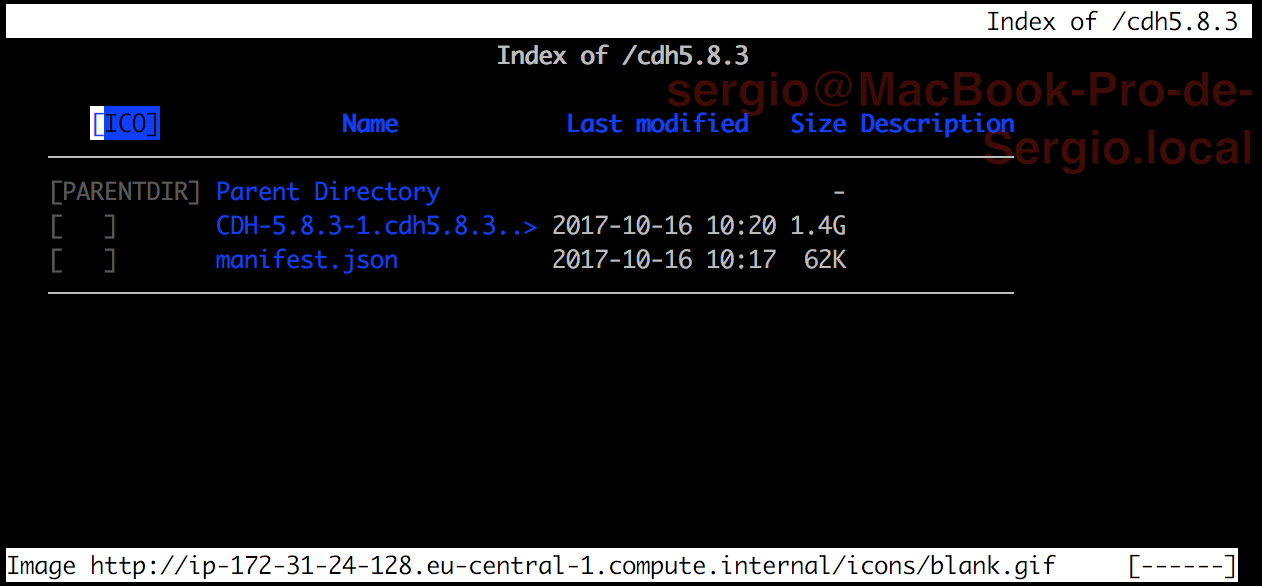 Index of /cdh5.8.3
Index of /cdh5.8.3
sergio@MacBook-Pro-de-
Sergio.local
[ICO] Name Last modified Size Description
[PARENTDIR] Parent Directory -
[ ] CDH-5.8.3-1.cdh5.8.3..> 2017-10-16 10:20 1.4G
[ ] manifest.json 2017-10-16 10:17 62K
Image http://ip-172-31-24-128.eu-central-1.compute.internal/icons/blank.gif [------]